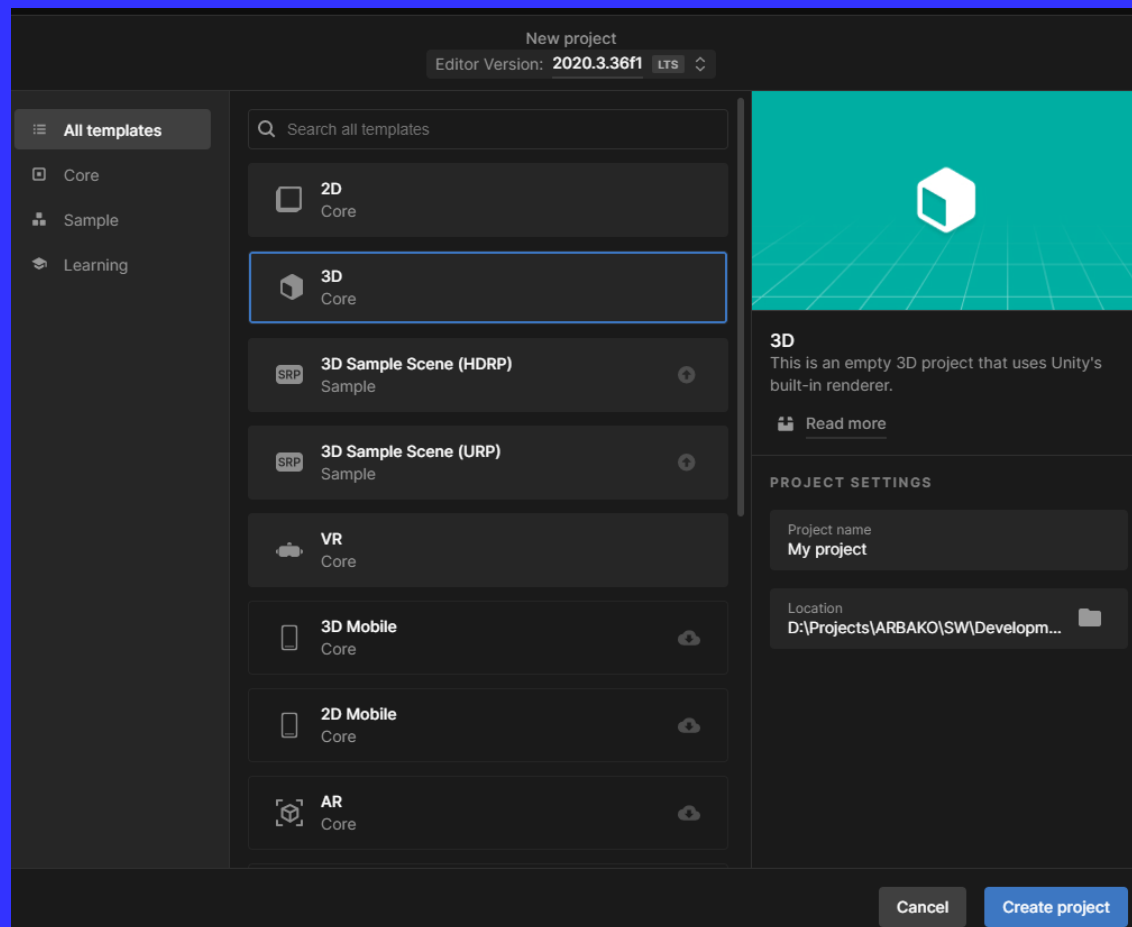 New project
Editor Version: 2020.3.36f1 LTS
All templates
Core
Sample
Learning
Search all templates
2D
Core
3D
Core
SRP
3D Sample Scene (HDRP)
Sample
SRP
3D Sample Scene (URP)
Sample
VR
Core
3D Mobile
Core
2D Mobile
Core
AR
Core
3D
This is an empty 3D project that uses Unity's
built-in renderer.
Read more
PROJECT SETTINGS
Project name
My project
Location
D:\Projects\ARBAKO\SW\Developm...
Cancel
Create project